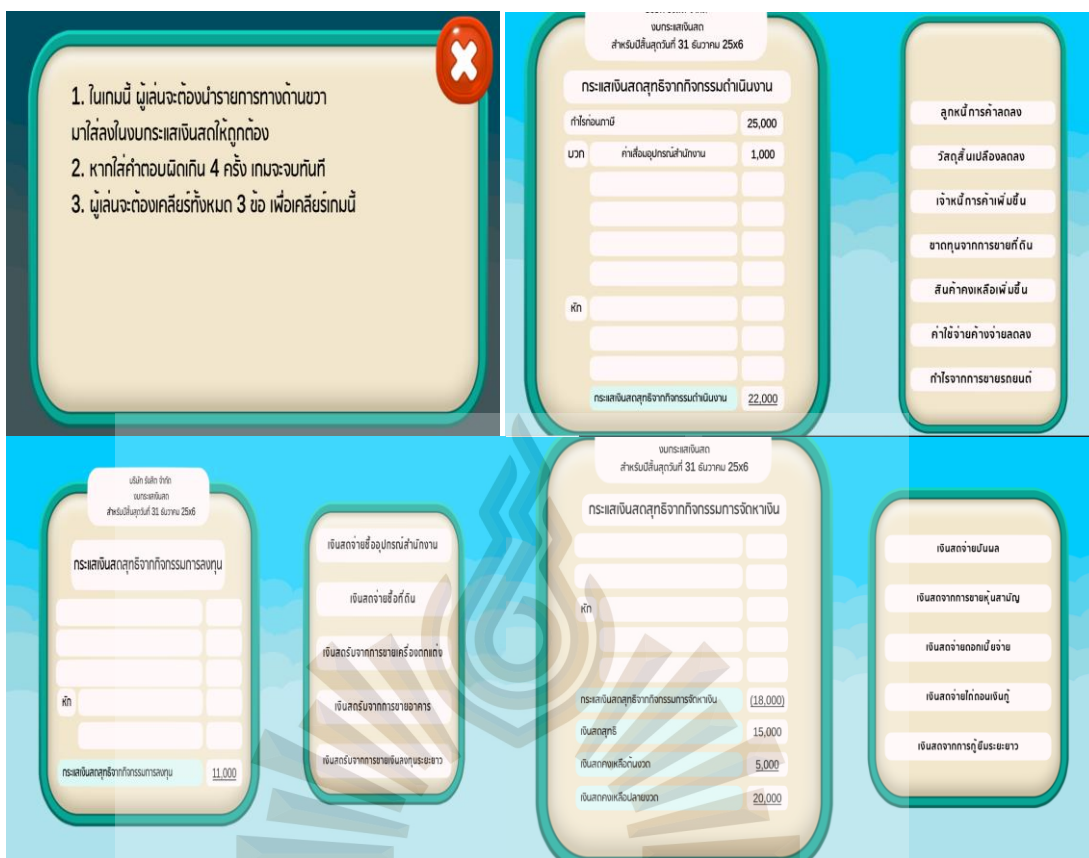 1. ในเกมนี้ ผู้เล่นจะต้องนำรายการทางด้านขวา
มาใส่ลงในงบกระแสเงินสดให้ถูกต้อง
2. หากใส่คำตอบผิดเกิน 4 ครั้ง เกมจะจบทันที
3. ผู้เล่นจะต้องเคลียร์ทั้งหมด 3 ข้อ เพื่อเคลียร์เกมนี้
งบกระแสเงินสด
สำหรับปีสิ้นสุดวันที่ 31 ธันวาคม 25x6
กระแสเงินสดสุทธิจากกิจกรรมดำเนินงาน
กำไรก่อนภาษี 25,000
บวก ค่าเสื่อมอุปกรณ์สำนักงาน 1,000
หัก
กระแสเงินสดสุทธิจากกิจกรรมดำเนินงาน 22,000
ลูกหนี้การค้าลดลง
วัสดุสิ้นเปลืองลดลง
เจ้าหนี้การค้าเพิ่มขึ้น
ขาดทุนจากการขายที่ดิน
สินค้าคงเหลือเพิ่มขึ้น
ค่าใช้จ่ายค้างจ่ายลดลง
กำไรจากการขายรถยนต์
บริษัท รังสิต จำกัด
งบกระแสเงินสด
สำหรับปีสิ้นสุดวันที่ 31 ธันวาคม 25x6
กระแสเงินสดสุทธิจากกิจกรรมการลงทุน
หัก
กระแสเงินสดสุทธิจากกิจกรรมการลงทุน 11,000
เงินสดจ่ายซื้ออุปกรณ์สำนักงาน
เงินสดจ่ายซื้อที่ดิน
เงินสดรับจากการขายเครื่องตกแต่ง
เงินสดรับจากการขายอาคาร
เงินสดรับจากการขายเงินลงทุนระยะยาว
งบกระแสเงินสด
สำหรับปีสิ้นสุดวันที่ 31 ธันวาคม 25x6
กระแสเงินสดสุทธิจากกิจกรรมการจัดหาเงิน
หัก
กระแสเงินสดสุทธิจากกิจกรรมการจัดหาเงิน (18,000)
เงินสดสุทธิ 15,000
เงินสดคงเหลือต้นงวด 5,000
เงินสดคงเหลือปลายงวด 20,000
เงินสดจ่ายปันผล
เงินสดจากการขายหุ้นสามัญ
เงินสดจ่ายดอกเบี้ยจ่าย
เงินสดจ่ายไถ่ถอนเงินกู้
เงินสดจากการกู้ยืมระยะยาว